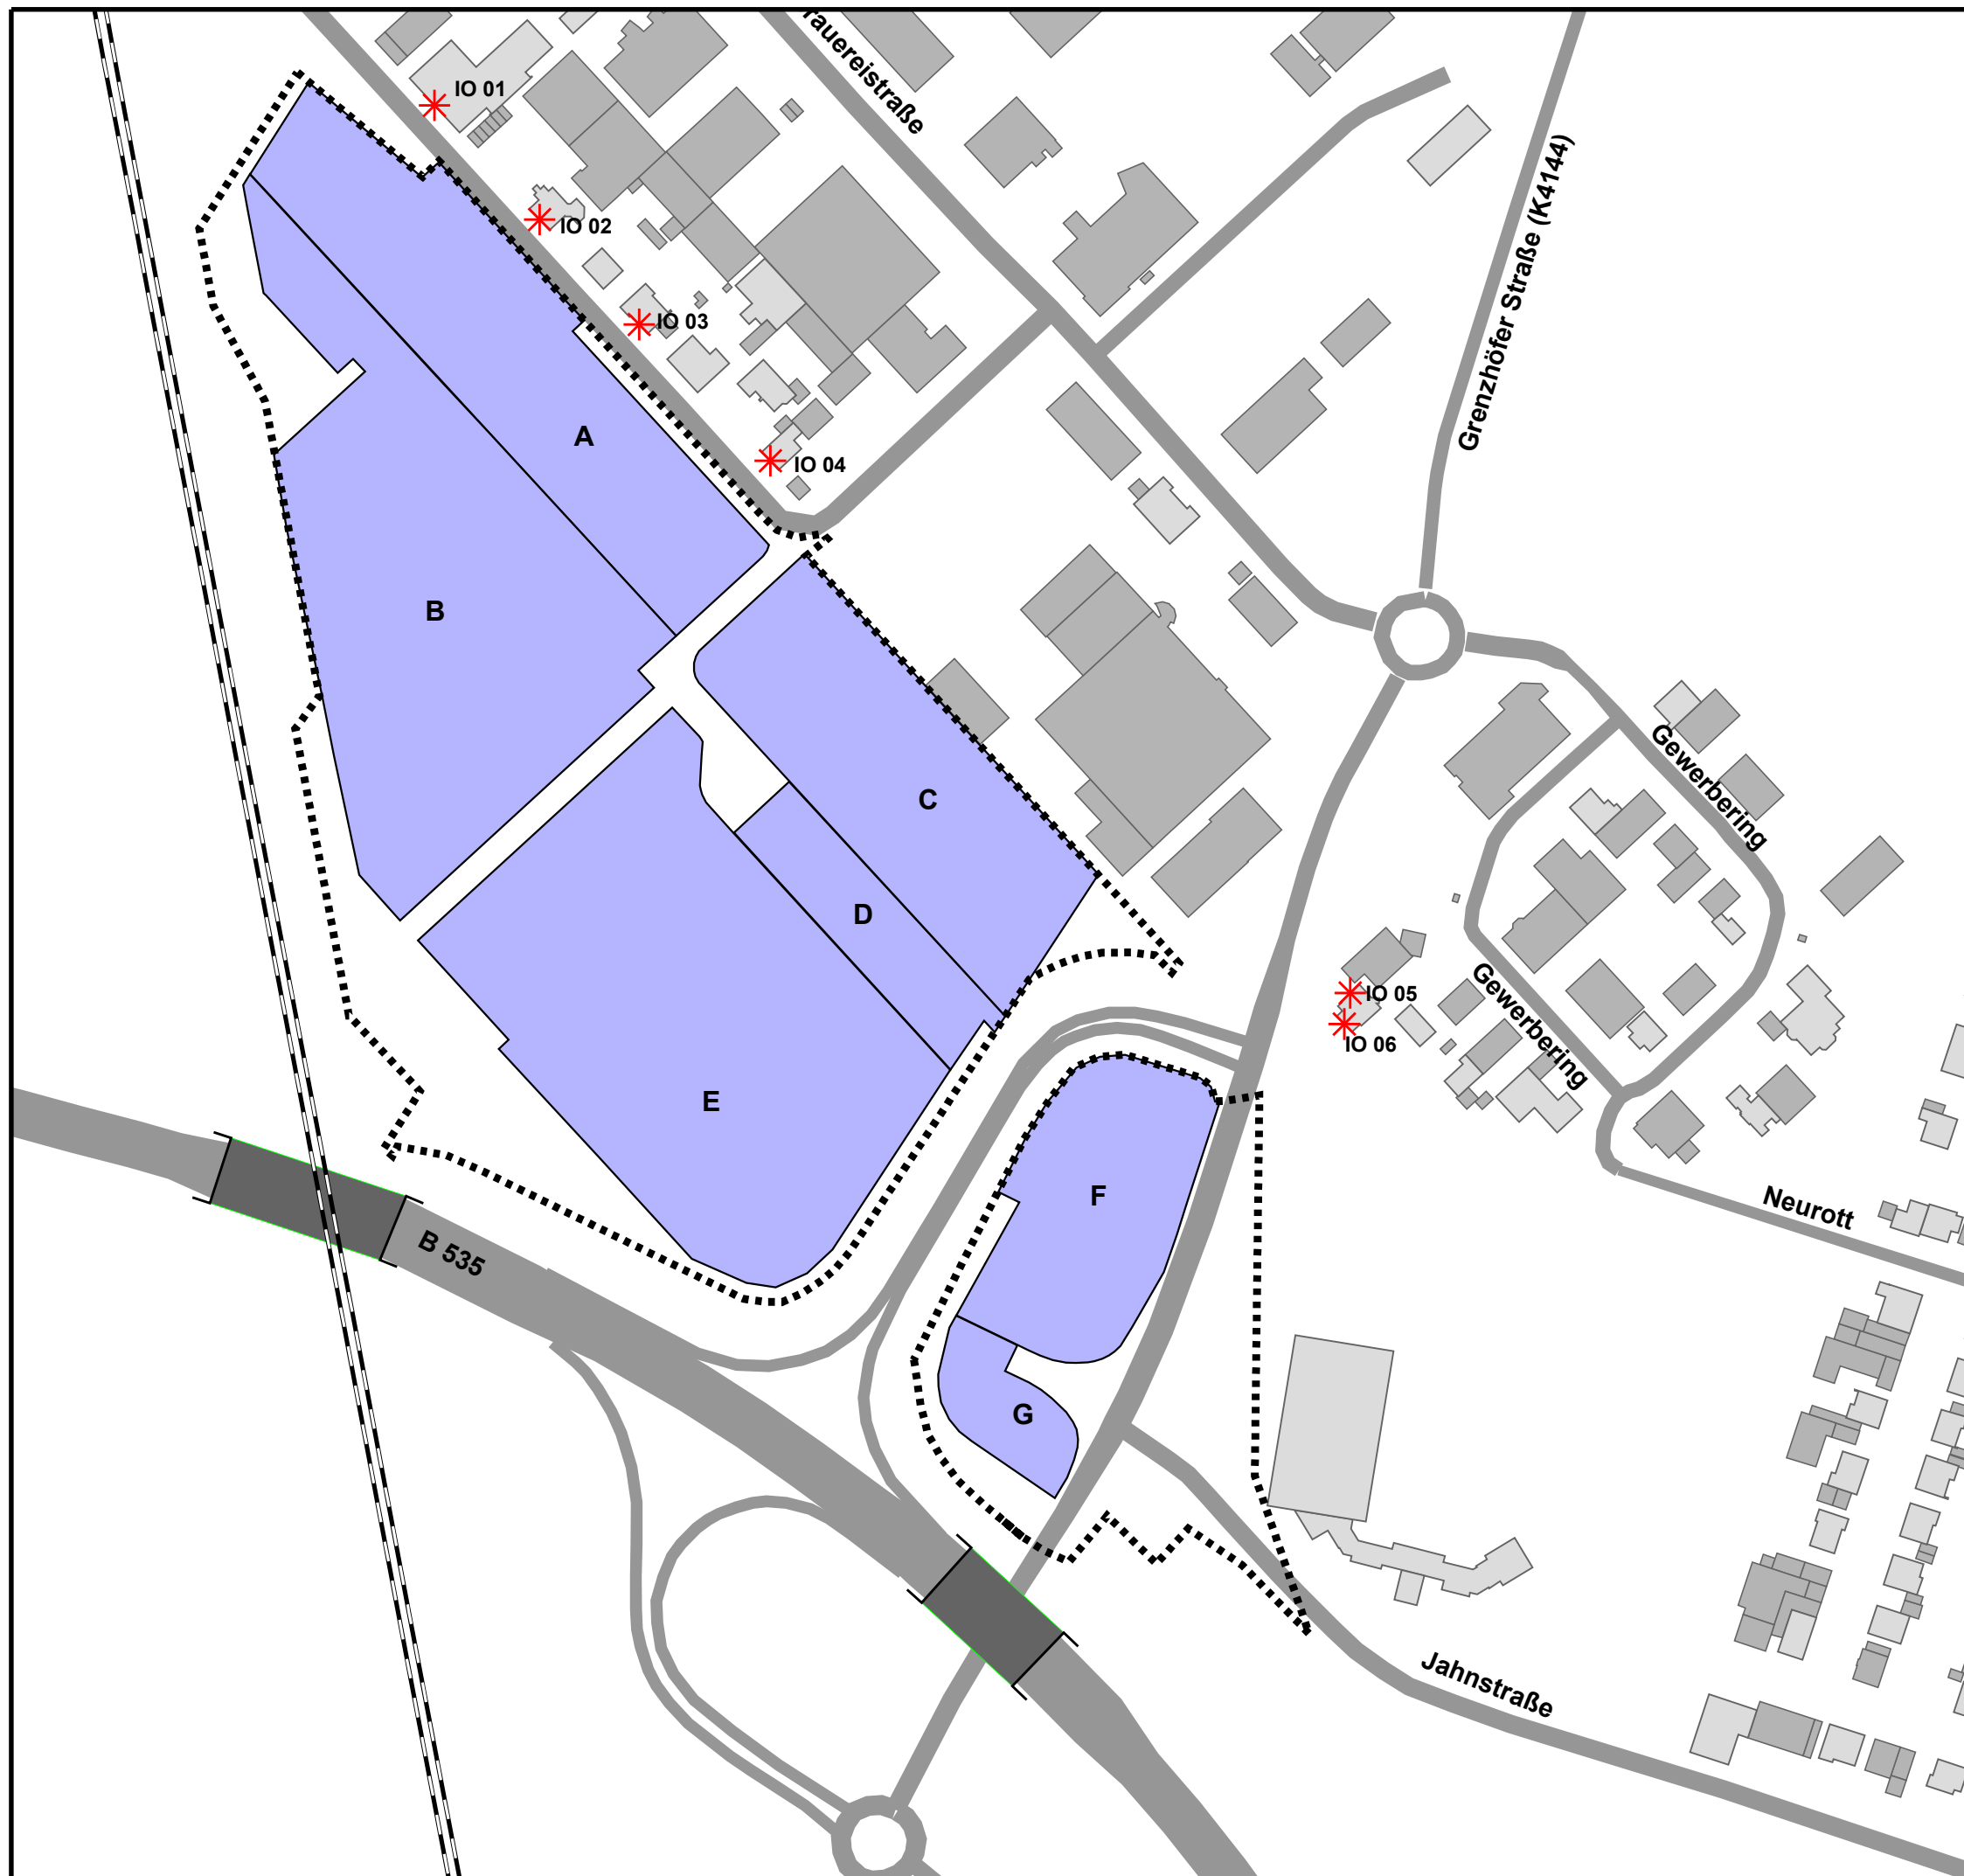 IO 01
rauereistraße
Grenzhöfer Straße (K4144)
IO 02
IO 03
A
IO 04
B
Gewerbering
C
D
IO 05
Gewerbering
IO 06
E
F
Neurott
B 535
G
Jahnstraße